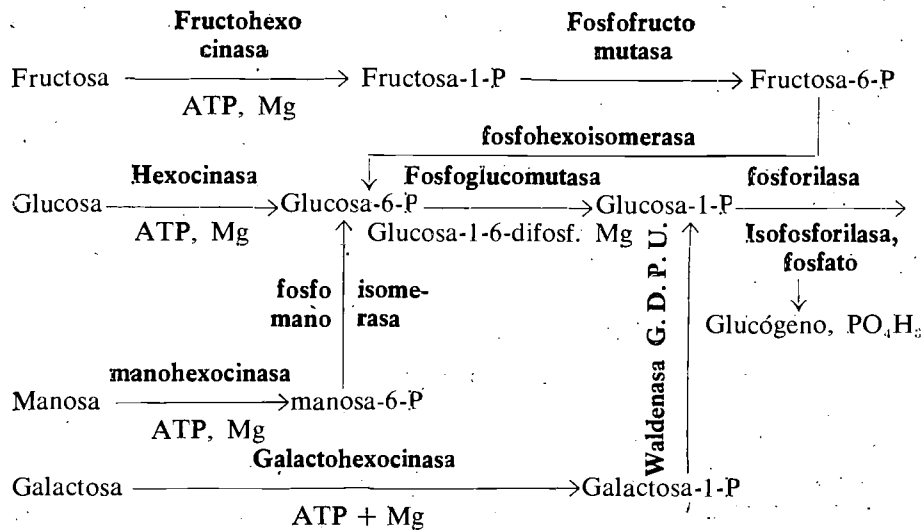 Fructohexo Fosfofructo
cinasa mutasa
Fructosa Fructosa-1-P Fructosa-6-P
ATP, Mg
fosfohexoisomerasa
Hexocinasa Fosfoglucomutasa fosforilasa
Glucosa Glucosa-6-P Glucosa-1-P
ATP, Mg Glucosa-1-6-difosf. Mg Isofosforilasa,
fosfato
fosfo isome-
mano rasa
Glucógeno, PO₄H₃
Waldenasa G. D. P. U.
manohexocinasa
Manosa manosa-6-P
ATP, Mg
Galactohexocinasa
Galactosa Galactosa-1-P
ATP + Mg